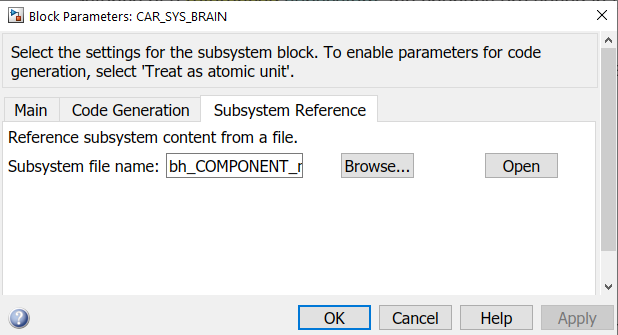 Block Parameters: CAR_SYS_BRAIN
Select the settings for the subsystem block. To enable parameters for code
generation, select 'Treat as atomic unit'.
Main Code Generation Subsystem Reference
Reference subsystem content from a file.
Subsystem file name: bh_COMPONENT_r Browse... Open
? OK Cancel Help Apply